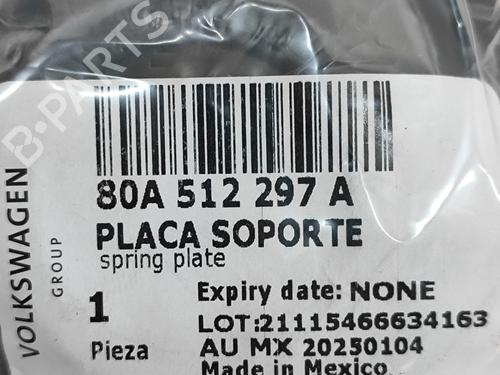 B-PARTS
VOLKSWAGEN
GROUP
80A 512 297 A
PLACA SOPORTE
spring plate
1
Pieza
Expiry date: NONE
LOT:21115466634163
AU MX 20250104
Made in Mexico